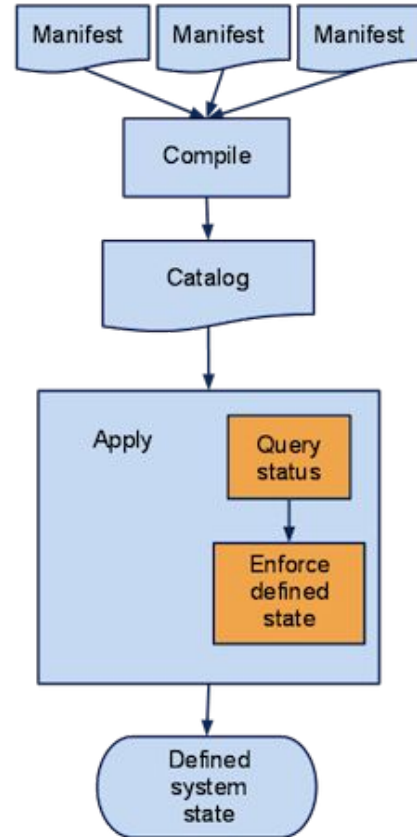 Manifest
Manifest
Manifest
Compile
Catalog
Apply
Query
status
Enforce
defined
state
Defined
system
state